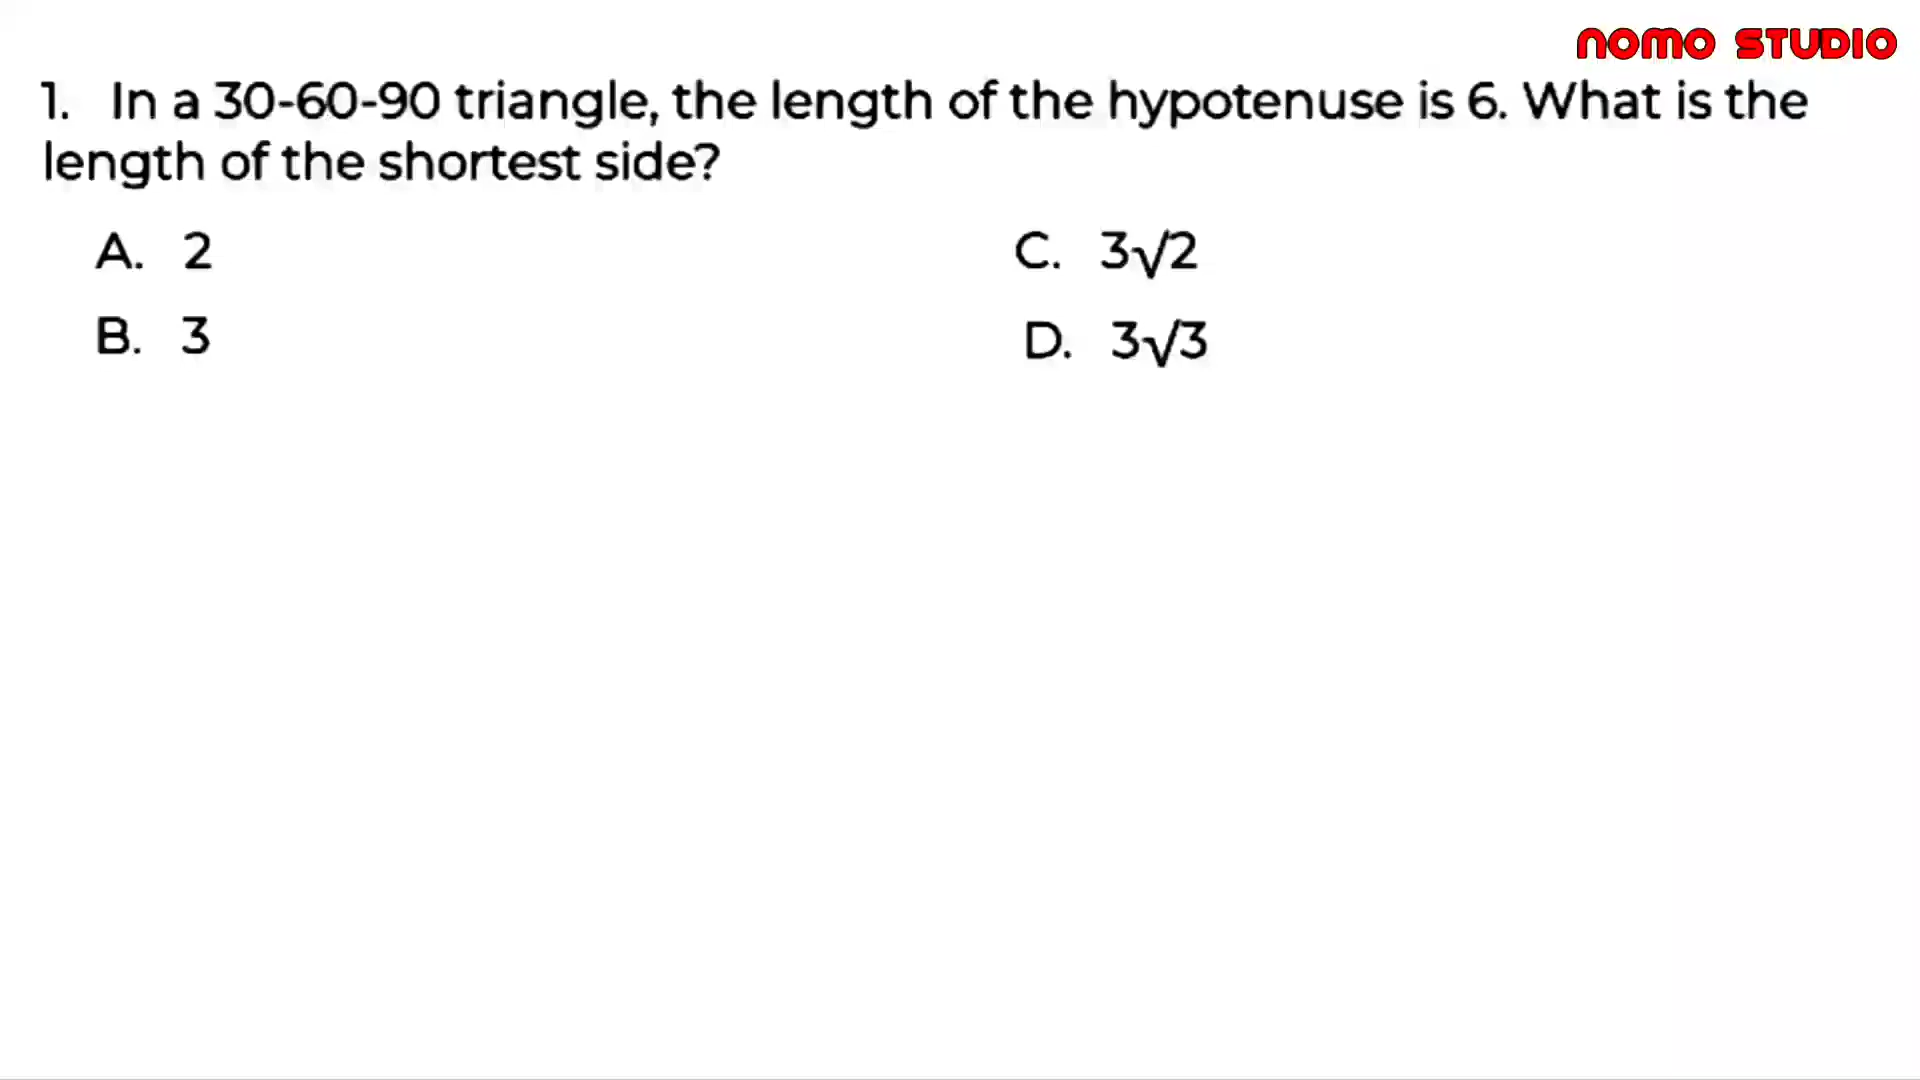 NOMO STUDIO
1. In a 30-60-90 triangle, the length of the hypotenuse is 6. What is the
length of the shortest side?
A. 2
B. 3
C. 3√2
D. 3√3